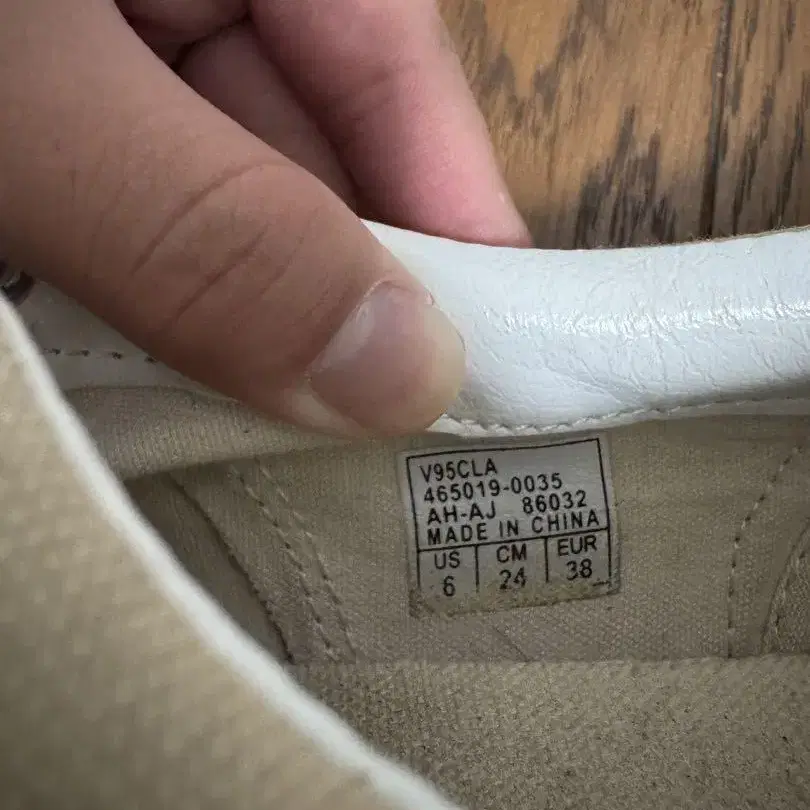 V95CLA
465019-0035
AH-AJ 86032
MADE IN CHINA
US CM EUR
6 24 38